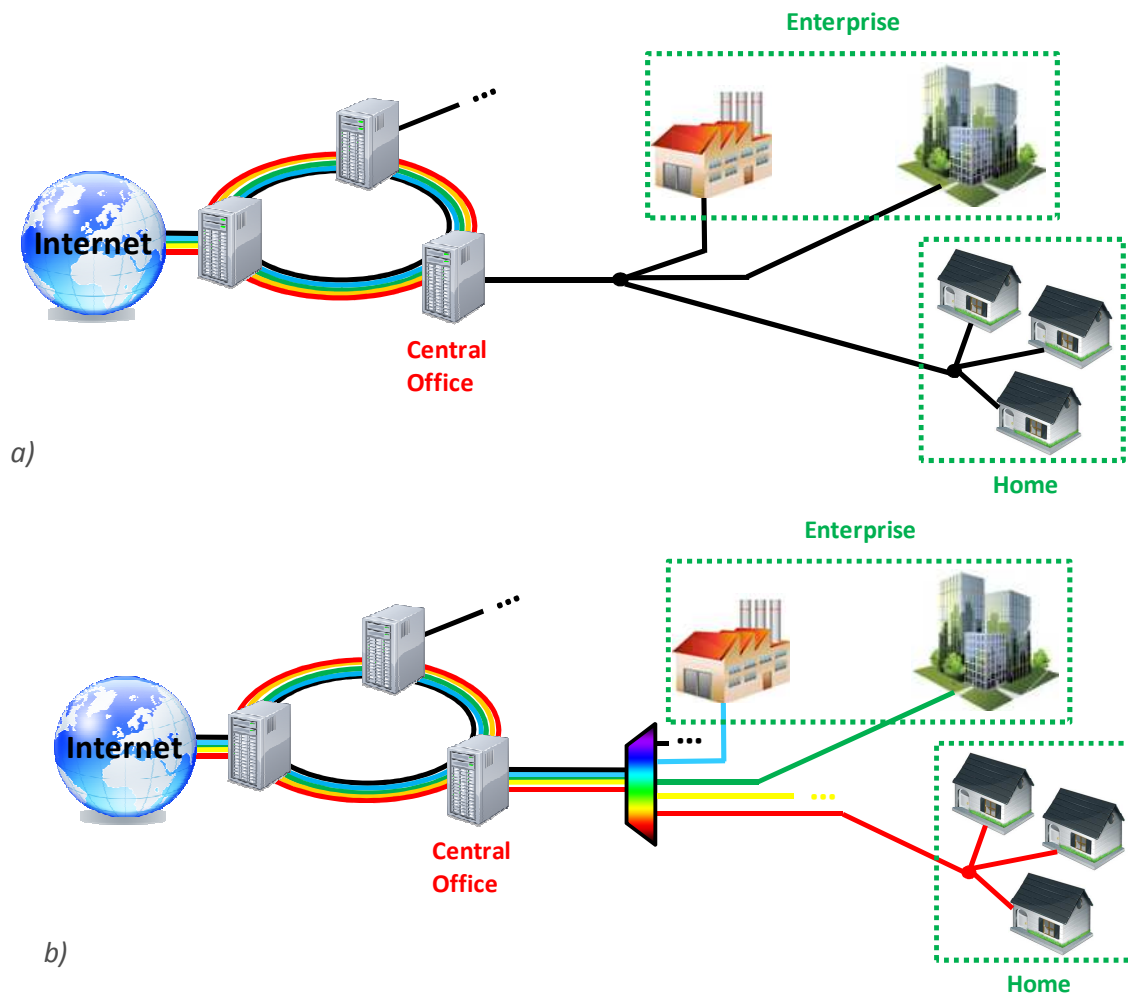 Enterprise
...
Internet
Central
Office
a)
Home
Enterprise
...
...
Internet
...
Central
Office
b)
Home